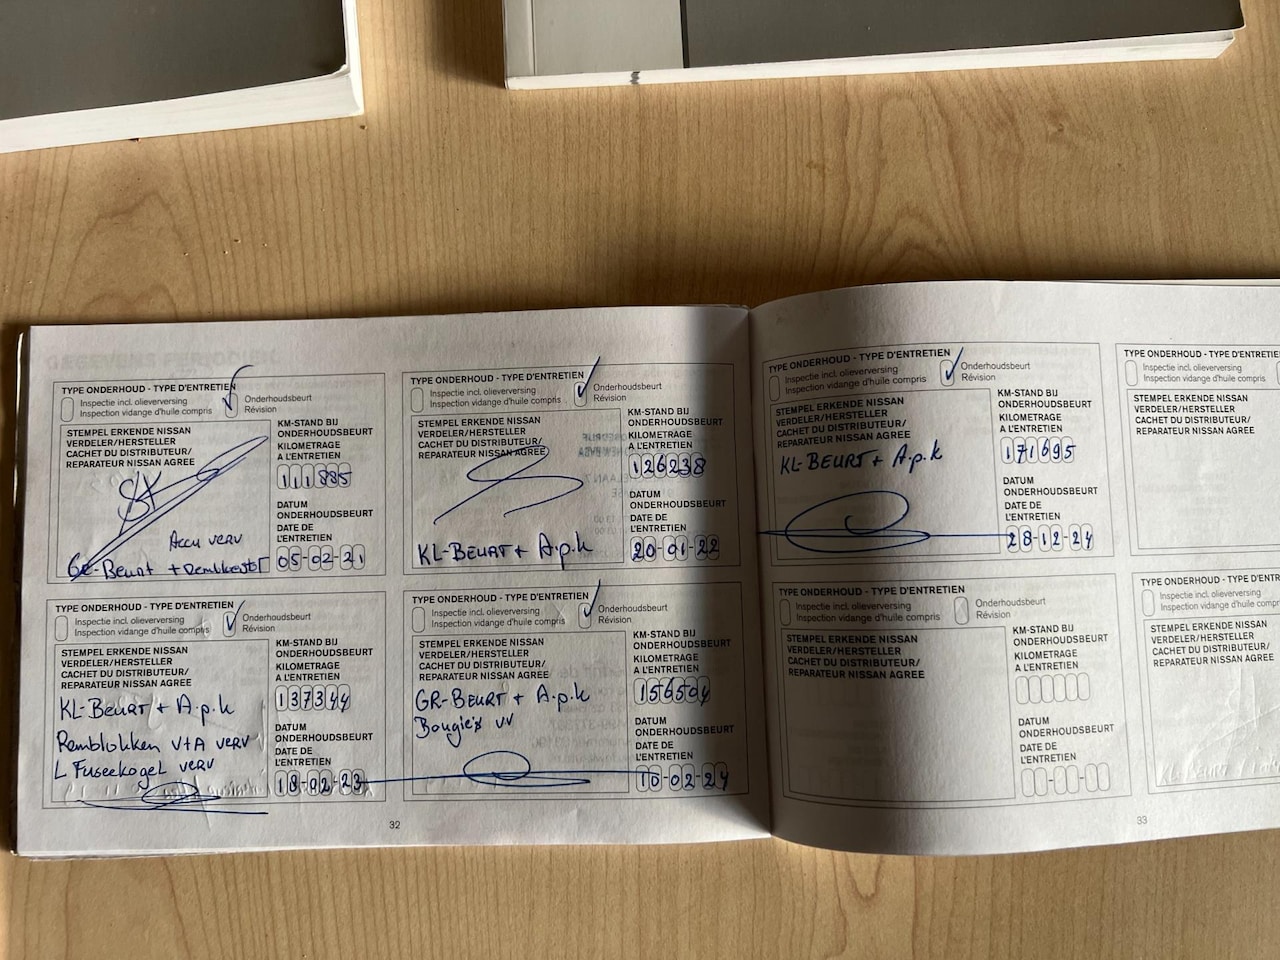 TYPE ONDERHOUD - TYPE D'ENTRETIEN
Inspectie incl. olieverversing
Inspection vidange d'huile compris
Onderhoudsbeurt
Révision
STEMPEL ERKENDE NISSAN
VERDELER/HERSTELLER
CACHET DU DISTRIBUTEUR/
REPARATEUR NISSAN AGREE
KM-STAND BIJ
ONDERHOUDSBEURT
KILOMETRAGE
A L'ENTRETIEN
111885
DATUM
ONDERHOUDSBEURT
DATE DE
L'ENTRETIEN
05-02-21
Accu VERV
GR-Beurt
TYPE ONDERHOUD - TYPE D'ENTRETIEN
Inspectie incl. olieverversing
Inspection vidange d'huile compris
Onderhoudsbeurt
Révision
STEMPEL ERKENDE NISSAN
VERDELER/HERSTELLER
CACHET DU DISTRIBUTEUR/
REPARATEUR NISSAN AGREE
KM-STAND BIJ
ONDERHOUDSBEURT
KILOMETRAGE
A L'ENTRETIEN
126238
DATUM
ONDERHOUDSBEURT
DATE DE
L'ENTRETIEN
20-01-22
KL-BEURT + A.p.k
TYPE ONDERHOUD - TYPE D'ENTRETIEN
Inspectie incl. olieverversing
Inspection vidange d'huile compris
Onderhoudsbeurt
Révision
STEMPEL ERKENDE NISSAN
VERDELER/HERSTELLER
CACHET DU DISTRIBUTEUR/
REPARATEUR NISSAN AGREE
KL-BEURT + A.p.k
Remblokken V+A VERV
L FuseekogeL VERV
KM-STAND BIJ
ONDERHOUDSBEURT
KILOMETRAGE
A L'ENTRETIEN
137344
DATUM
ONDERHOUDSBEURT
DATE DE
L'ENTRETIEN
18-02-23
TYPE ONDERHOUD - TYPE D'ENTRETIEN
Inspectie incl. olieverversing
Inspection vidange d'huile compris
Onderhoudsbeurt
Révision
STEMPEL ERKENDE NISSAN
VERDELER/HERSTELLER
CACHET DU DISTRIBUTEUR/
REPARATEUR NISSAN AGREE
GR-BEURT + A.p.k
Bougie's VV
KM-STAND BIJ
ONDERHOUDSBEURT
KILOMETRAGE
A L'ENTRETIEN
156504
DATUM
ONDERHOUDSBEURT
DATE DE
L'ENTRETIEN
10-02-24
32
TYPE ONDERHOUD - TYPE D'ENTRETIEN
Inspectie incl. olieverversing
Inspection vidange d'huile compris
Onderhoudsbeurt
Révision
STEMPEL ERKENDE NISSAN
VERDELER/HERSTELLER
CACHET DU DISTRIBUTEUR/
REPARATEUR NISSAN AGREE
KL-BEURT + A.p.k
KM-STAND BIJ
ONDERHOUDSBEURT
KILOMETRAGE
A L'ENTRETIEN
171695
DATUM
ONDERHOUDSBEURT
DATE DE
L'ENTRETIEN
28-12-24
TYPE ONDERHOUD - TYPE
Inspectie incl. olieverversing
Inspection vidange d'huile compris
STEMPEL ERKENDE NISSAN
VERDELER/HERSTELLER
CACHET DU DISTRIBUTEUR/
REPARATEUR NISSAN AGREE
TYPE ONDERHOUD - TYPE D'ENTRETIEN
Inspectie incl. olieverversing
Inspection vidange d'huile compris
Onderhoudsbeurt
Révision
STEMPEL ERKENDE NISSAN
VERDELER/HERSTELLER
CACHET DU DISTRIBUTEUR/
REPARATEUR NISSAN AGREE
KM-STAND BIJ
ONDERHOUDSBEURT
KILOMETRAGE
A L'ENTRETIEN
DATUM
ONDERHOUDSBEURT
DATE DE
L'ENTRETIEN
TYPE ONDERHOUD - TYPE
Inspectie incl. olieverversing
Inspection vidange d'huile compris
STEMPEL ERKENDE NISSAN
VERDELER/HERSTELLER
CACHET DU DISTRIBUTEUR/
REPARATEUR NISSAN AGREE
33